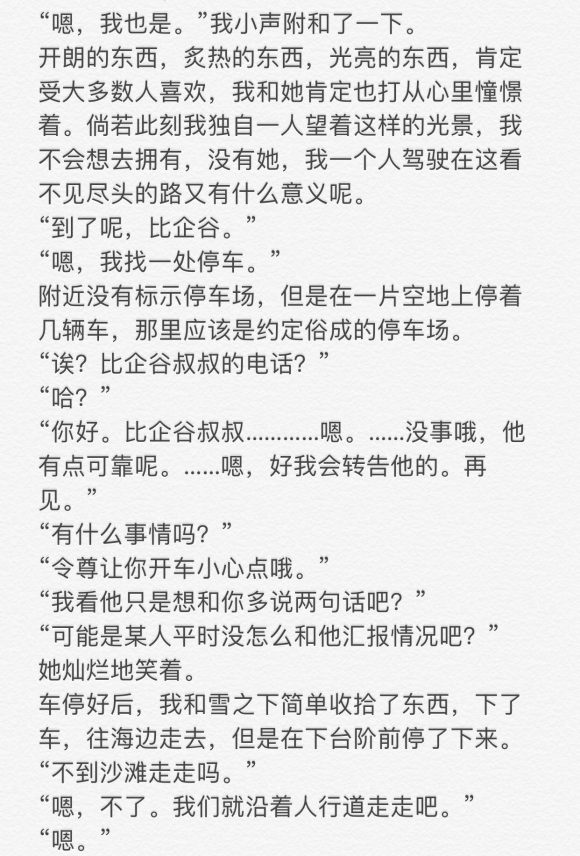 “嗯，我也是。”我小声附和了一下。
开朗的东西，炙热的东西，光亮的东西，肯定
受大多数人喜欢，我和她肯定也打从心里憧憬
着。倘若此刻我独自一人望着这样的光景，我
不会想去拥有，没有她，我一个人驾驶在这看
不见尽头的路又有什么意义呢。
“到了呢，比企谷。”
“嗯，我找一处停车。”
附近没有标示停车场，但是在一片空地上停着
几辆车，那里应该是约定俗成的停车场。
“诶？比企谷叔叔的电话？”
“哈？”
“你好。比企谷叔叔…………嗯。……没事哦，他
有点可靠呢。……嗯，好我会转告他的。再
见。”
“有什么事情吗？”
“令尊让你开车小心点哦。”
“我看他只是想和你多说两句话吧？”
“可能是某人平时没怎么和他汇报情况吧？”
她灿烂地笑着。
车停好后，我和雪之下简单收拾了东西，下了
车，往海边走去，但是在下台阶前停了下来。
“不到沙滩走走吗。”
“嗯，不了。我们就沿着人行道走走吧。”
“嗯。”